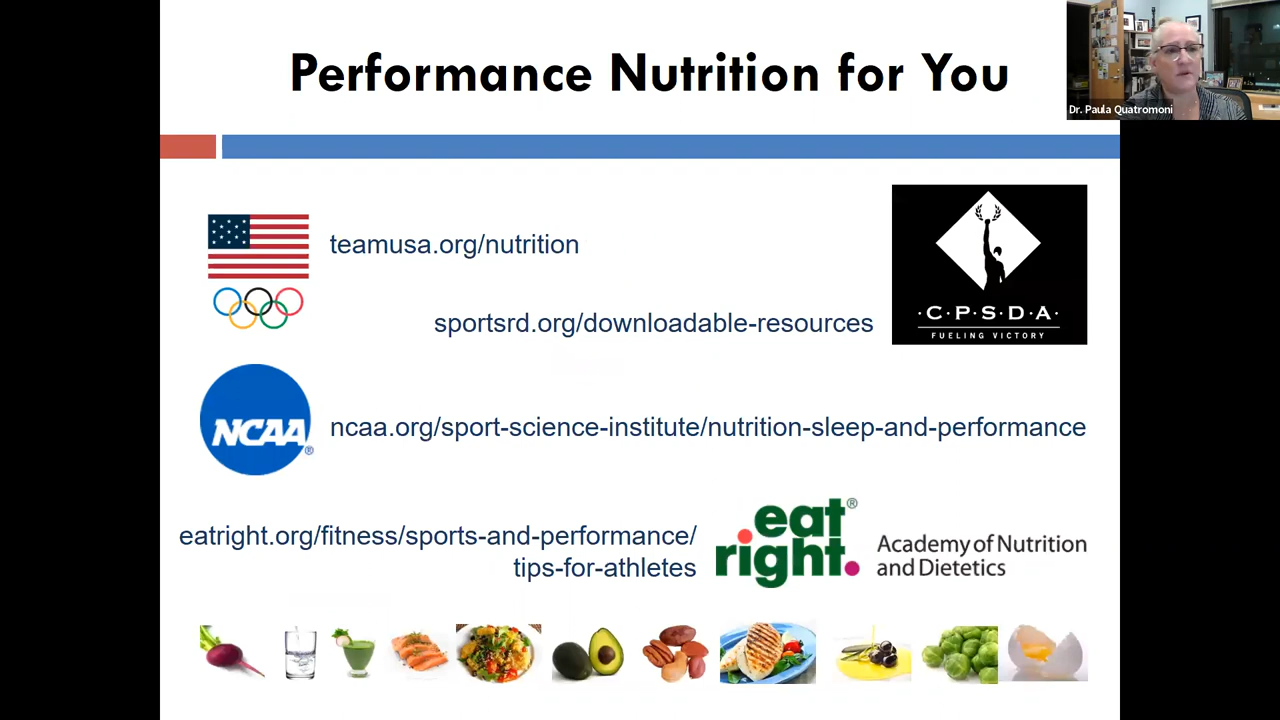 Performance Nutrition for You
Dr. Paula Quatromoni
teamusa.org/nutrition
sportsrd.org/downloadable-resources
·C·P·S·D·A·
FUELING VICTORY
NCAA®
ncaa.org/sport-science-institute/nutrition-sleep-and-performance
eatright.org/fitness/sports-and-performance/
tips-for-athletes
eat®
right.
Academy of Nutrition
and Dietetics